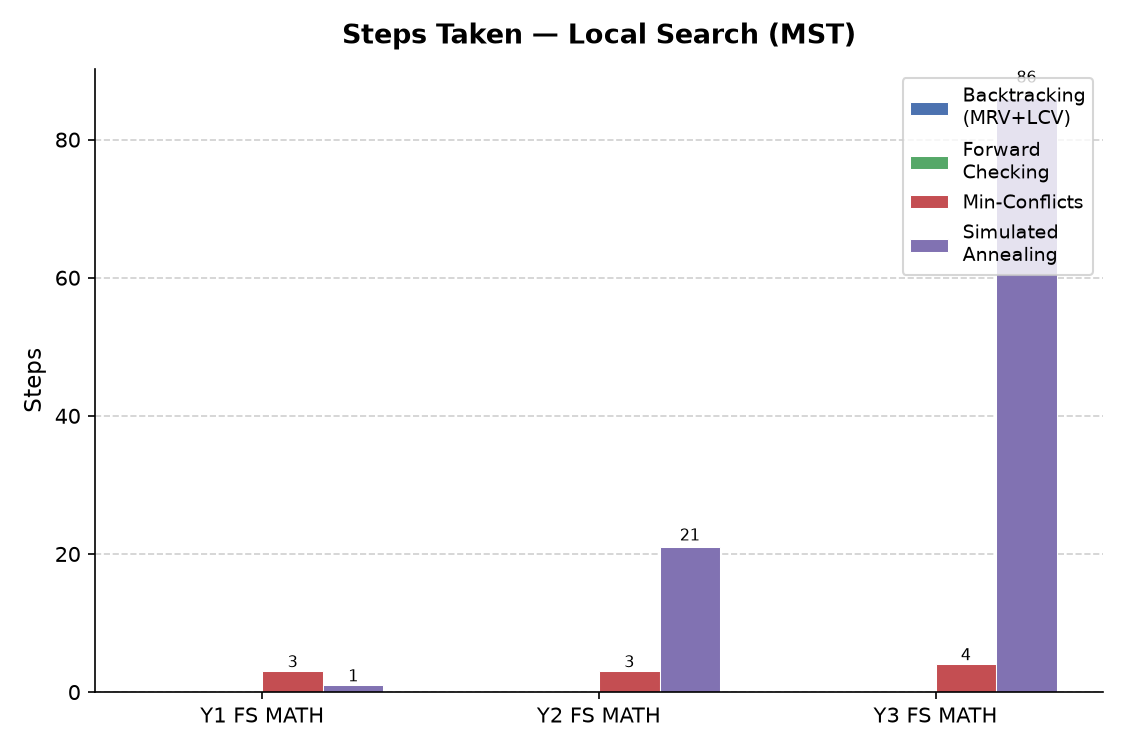 Steps Taken — Local Search (MST)
86
Backtracking
(MRV+LCV)
Forward
Checking
Min-Conflicts
Simulated
Annealing
80
60
40
20
0
Steps
21
3
1
3
4
Y1 FS MATH
Y2 FS MATH
Y3 FS MATH